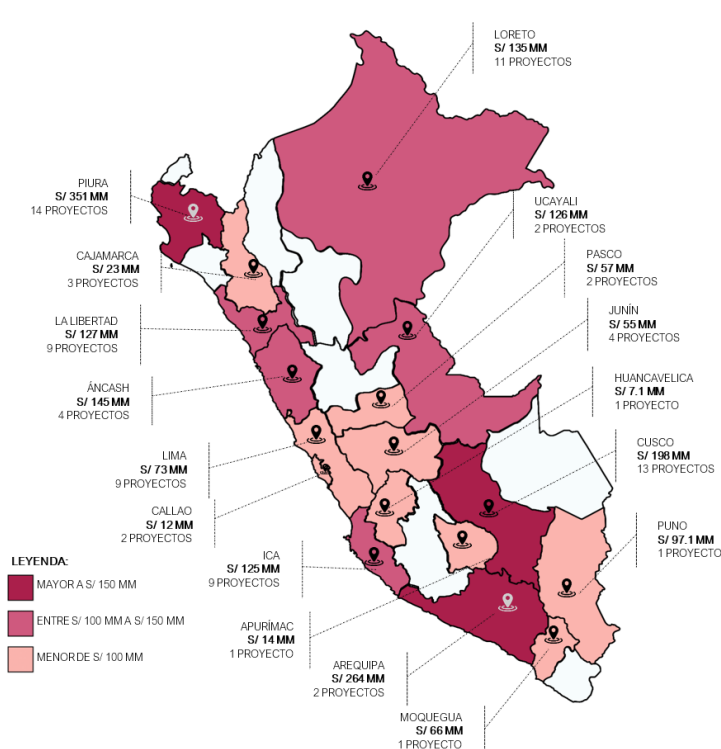 LORETO
S/ 135 MM
11 PROYECTOS
PIURA
S/ 351 MM
14 PROYECTOS
UCAYALI
S/ 126 MM
2 PROYECTOS
CAJAMARCA
S/ 23 MM
3 PROYECTOS
PASCO
S/ 57 MM
2 PROYECTOS
LA LIBERTAD
S/ 127 MM
9 PROYECTOS
JUNÍN
S/ 55 MM
4 PROYECTOS
ÁNCASH
S/ 145 MM
4 PROYECTOS
HUANCAVELICA
S/ 7.1 MM
1 PROYECTO
LIMA
S/ 73 MM
9 PROYECTOS
CUSCO
S/ 198 MM
13 PROYECTOS
CALLAO
S/ 12 MM
2 PROYECTOS
PUNO
S/ 97.1 MM
1 PROYECTO
ICA
S/ 125 MM
9 PROYECTOS
LEYENDA:
MAYOR A S/ 150 MM
ENTRE S/ 100 MM A S/ 150 MM
MENOR DE S/ 100 MM
APURÍMAC
S/ 14 MM
1 PROYECTO
AREQUIPA
S/ 264 MM
2 PROYECTOS
MOQUEGUA
S/ 66 MM
1 PROYECTO